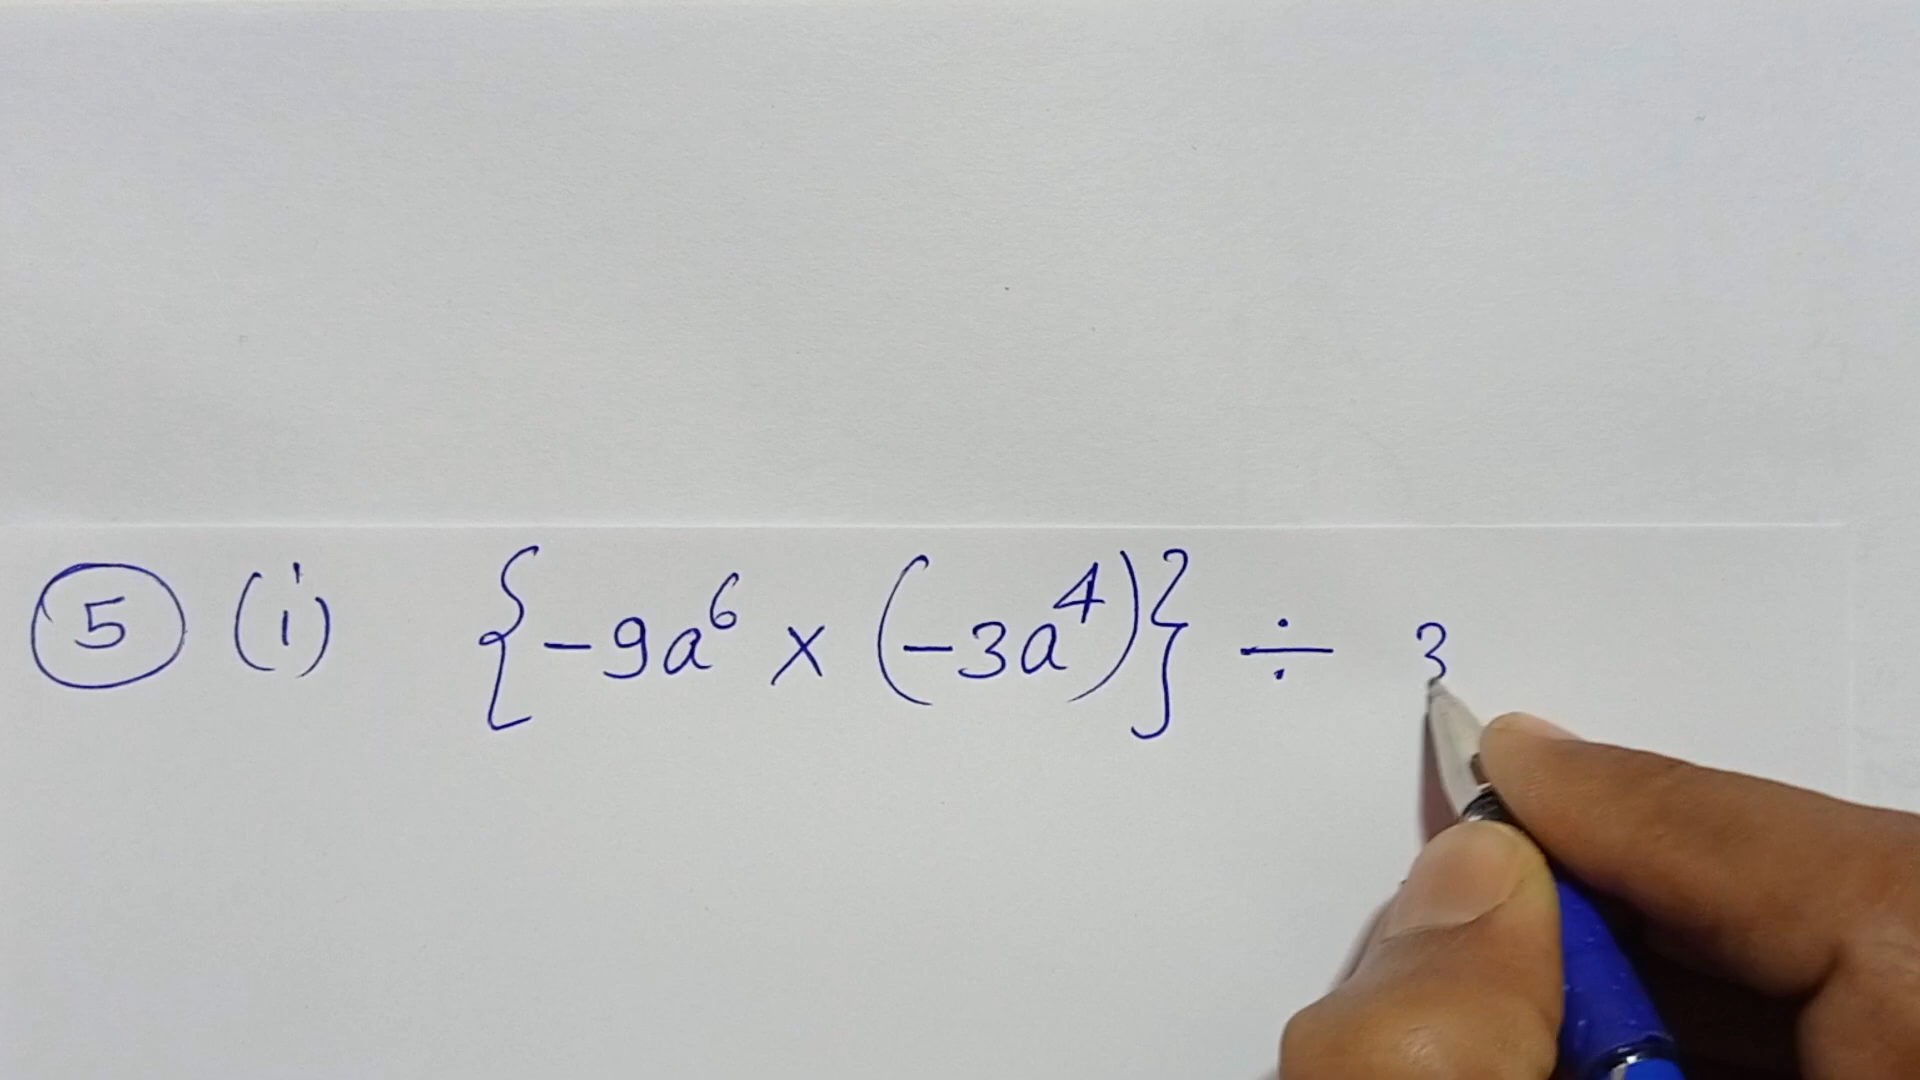 5 (i) {-9a⁶ × (-3a⁴)} ÷ 3